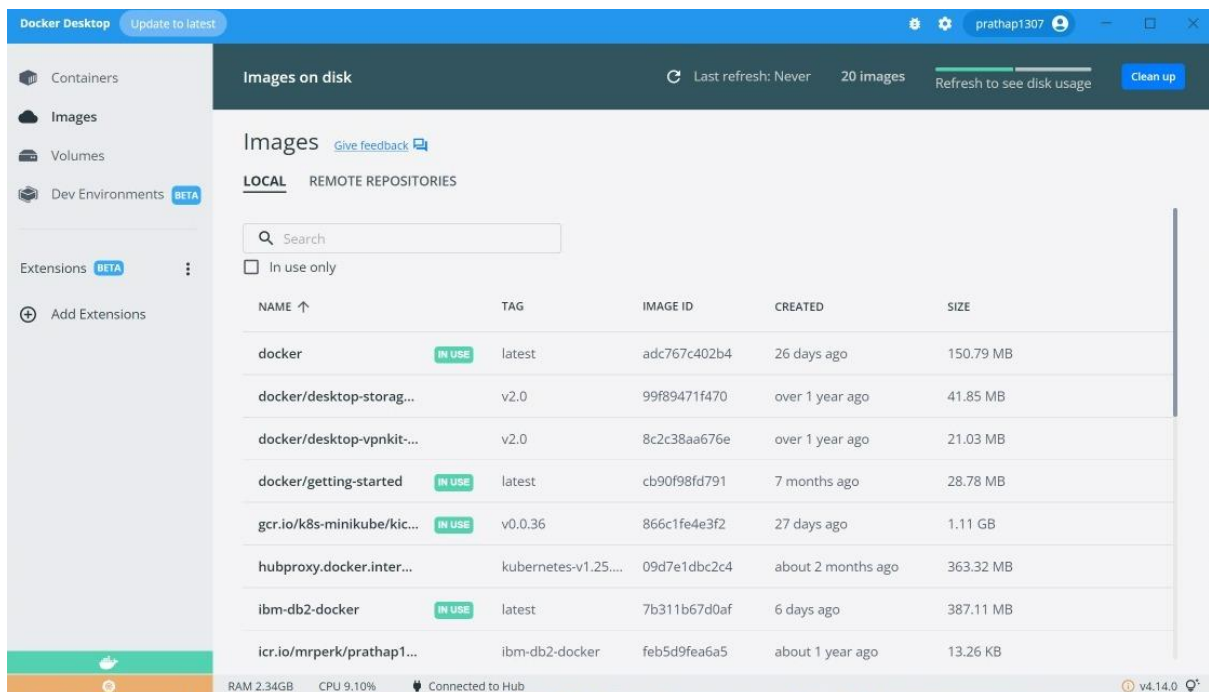 Docker Desktop Update to latest prathap1307
Containers
Images
Volumes
Dev Environments BETA
Extensions BETA
Add Extensions
Images on disk Last refresh: Never 20 images Refresh to see disk usage Clean up
Images Give feedback
LOCAL REMOTE REPOSITORIES
Search
In use only
NAME TAG IMAGE ID CREATED SIZE
docker IN USE latest adc767c402b4 26 days ago 150.79 MB
docker/desktop-storag... v2.0 99f89471f470 over 1 year ago 41.85 MB
docker/desktop-vpnkit-... v2.0 8c2c38aa676e over 1 year ago 21.03 MB
docker/getting-started IN USE latest cb90f98fd791 7 months ago 28.78 MB
gcr.io/k8s-minikube/kic... IN USE v0.0.36 866c1fe4e3f2 27 days ago 1.11 GB
hubproxy.docker.inter... kubernetes-v1.25.... 09d7e1dbc2c4 about 2 months ago 363.32 MB
ibm-db2-docker IN USE latest 7b311b67d0af 6 days ago 387.11 MB
icr.io/mrperk/prathap1... ibm-db2-docker feb5d9fea6a5 about 1 year ago 13.26 KB
RAM 2.34GB CPU 9.10% Connected to Hub v4.14.0